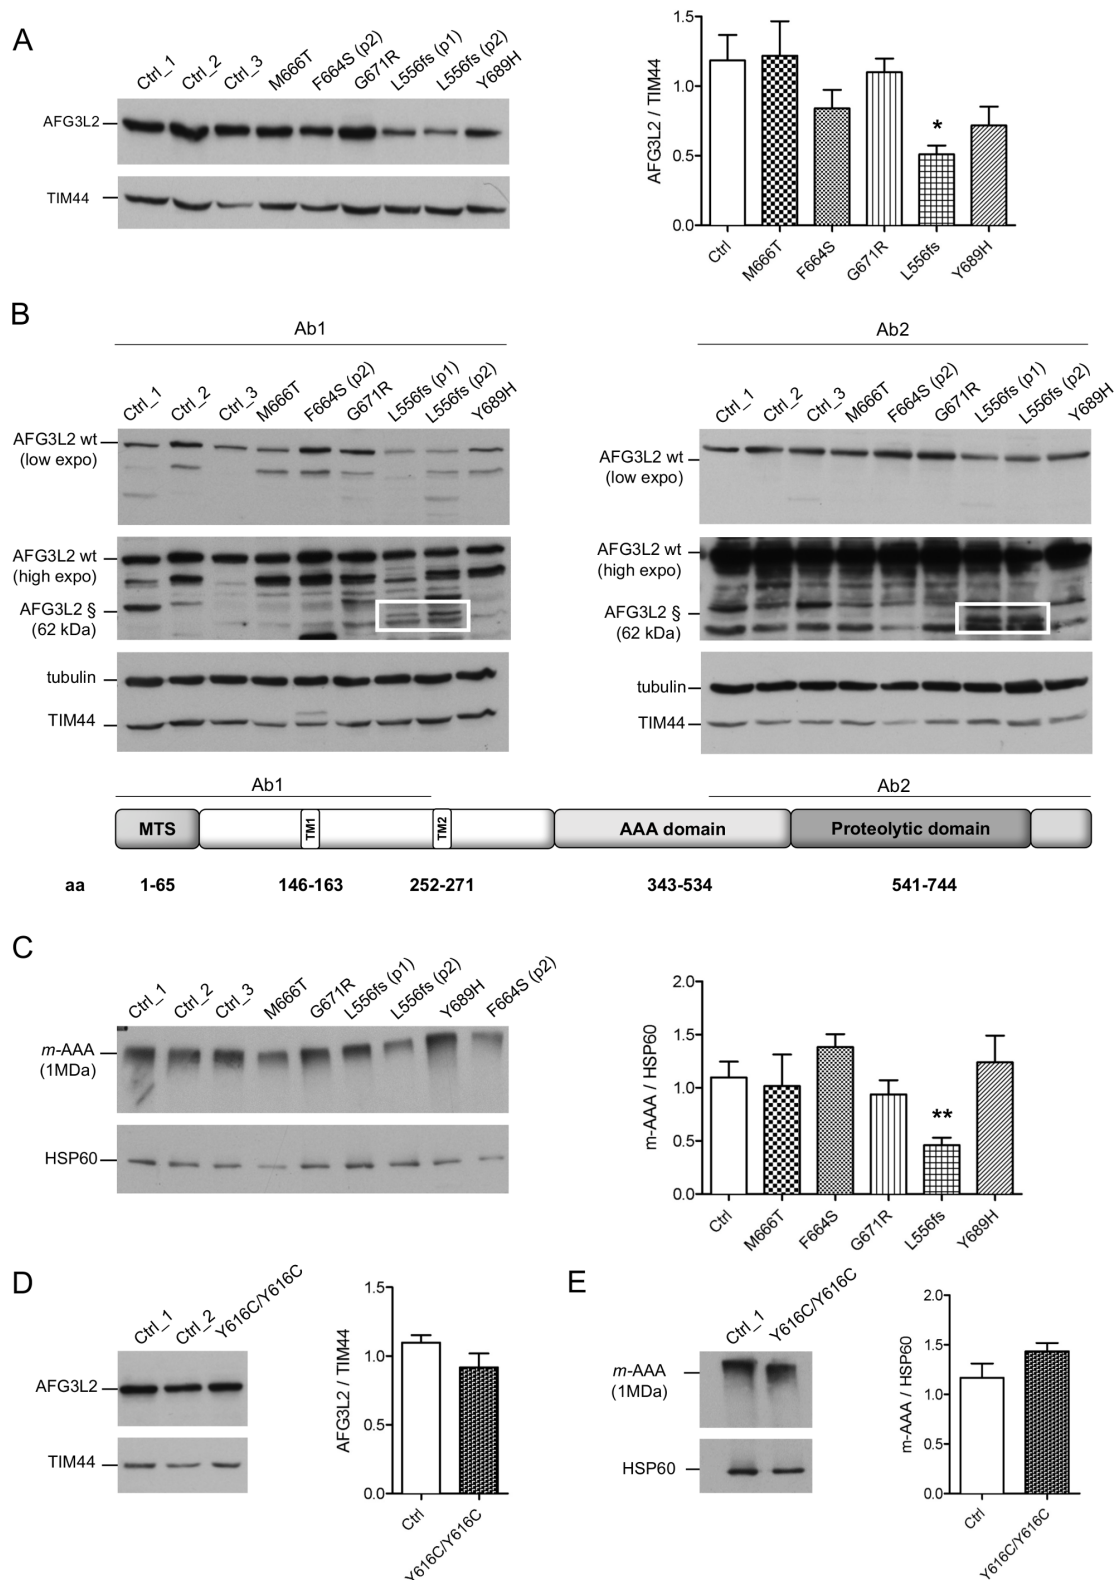 A
Ctrl_1 Ctrl_2 Ctrl_3 M666T F664S (p2) G671R L556fs (p1) L556fs (p2) Y689H
AFG3L2
TIM44
AFG3L2 / TIM44
1.5
1.0
0.5
0.0
*
Ctrl M666T F664S G671R L556fs Y689H
B
Ab1
Ctrl_1 Ctrl_2 Ctrl_3 M666T F664S (p2) G671R L556fs (p1) L556fs (p2) Y689H
AFG3L2 wt
(low expo)
AFG3L2 wt
(high expo)
AFG3L2 §
(62 kDa)
tubulin
TIM44
Ab2
Ctrl_1 Ctrl_2 Ctrl_3 M666T F664S (p2) G671R L556fs (p1) L556fs (p2) Y689H
AFG3L2 wt
(low expo)
AFG3L2 wt
(high expo)
AFG3L2 §
(62 kDa)
tubulin
TIM44
Ab1 Ab2
MTS TM1 TM2 AAA domain Proteolytic domain
aa 1-65 146-163 252-271 343-534 541-744
C
Ctrl_1 Ctrl_2 Ctrl_3 M666T G671R L556fs (p1) L556fs (p2) Y689H F664S (p2)
m-AAA
(1MDa)
HSP60
m-AAA / HSP60
2.0
1.5
1.0
0.5
0.0
**
Ctrl M666T F664S G671R L556fs Y689H
D
Ctrl_1 Ctrl_2 Y616C/Y616C
AFG3L2
TIM44
AFG3L2 / TIM44
1.5
1.0
0.5
0.0
Ctrl Y616C/Y616C
E
Ctrl_1 Y616C/Y616C
m-AAA
(1MDa)
HSP60
m-AAA / HSP60
2.0
1.5
1.0
0.5
0.0
Ctrl Y616C/Y616C